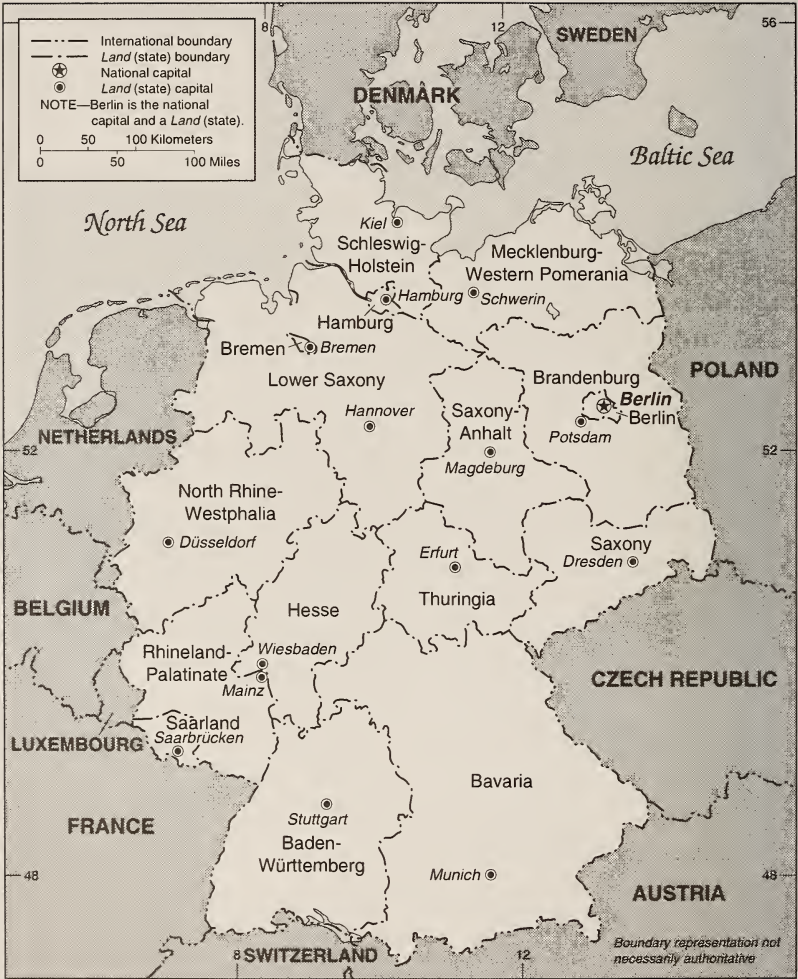 8
12
56
International boundary
Land (state) boundary
National capital
Land (state) capital
NOTE—Berlin is the national
capital and a Land (state).
0 50 100 Kilometers
0 50 100 Miles
SWEDEN
DENMARK
Baltic Sea
North Sea
Kiel
Schleswig-
Holstein
Mecklenburg-
Western Pomerania
Hamburg
Schwerin
Hamburg
Bremen
Bremen
Lower Saxony
Hannover
Brandenburg
Berlin
Berlin
Potsdam
POLAND
Saxony-
Anhalt
Magdeburg
NETHERLANDS
52
52
North Rhine-
Westphalia
Düsseldorf
Erfurt
Thuringia
Saxony
Dresden
BELGIUM
Hesse
Rhineland-
Palatinate
Wiesbaden
Mainz
CZECH REPUBLIC
Saarland
Saarbrücken
LUXEMBOURG
Bavaria
FRANCE
Stuttgart
Baden-
Württemberg
Munich
48
48
AUSTRIA
8
SWITZERLAND
12
Boundary representation not
necessarily authoritative